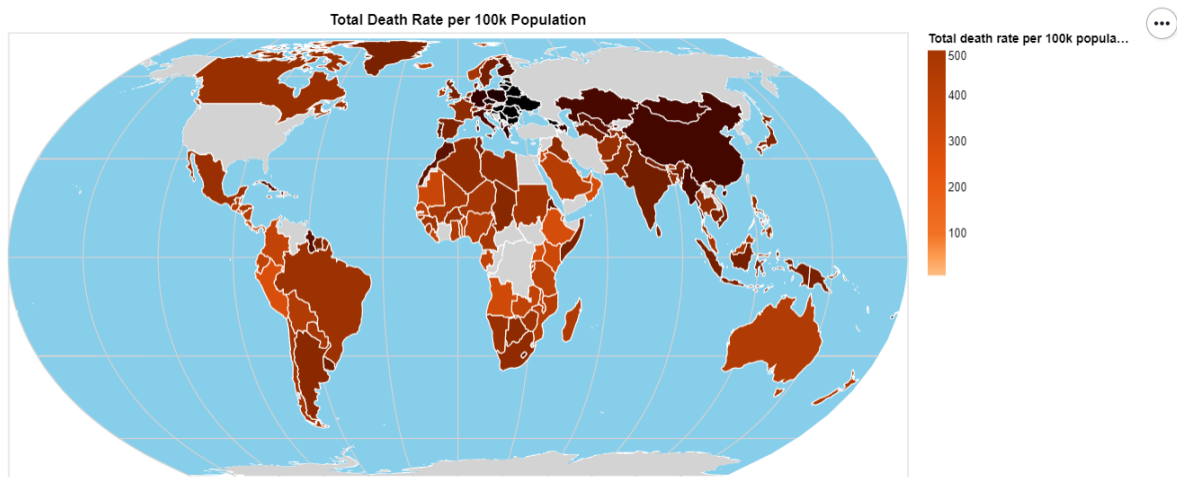 Total Death Rate per 100k Population
Total death rate per 100k popula…
500
400
300
200
100